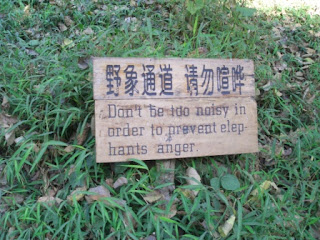 野象通道 请勿喧哗
Don't be too noisy in
order to prevent elep-
hants anger.